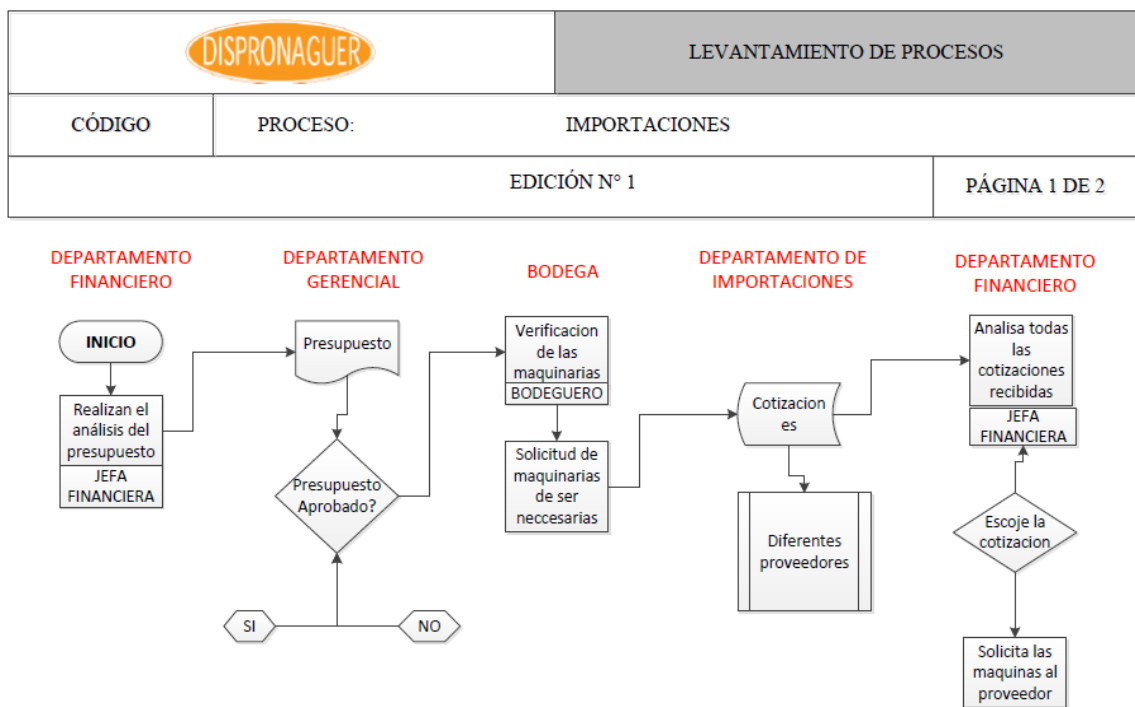 DISPRONAGUER
LEVANTAMIENTO DE PROCESOS
CÓDIGO
PROCESO:
IMPORTACIONES
EDICIÓN N° 1
PÁGINA 1 DE 2
DEPARTAMENTO
FINANCIERO
DEPARTAMENTO
GERENCIAL
BODEGA
DEPARTAMENTO DE
IMPORTACIONES
DEPARTAMENTO
FINANCIERO
INICIO
Realizan el
análisis del
presupuesto
JEFA
FINANCIERA
Presupuesto
Presupuesto
Aprobado?
SI
NO
Verificacion
de las
maquinarias
BODEGUERO
Solicitud de
maquinarias
de ser
neccesarias
Cotizacion
es
Diferentes
proveedores
Analisa todas
las
cotizaciones
recibidas
JEFA
FINANCIERA
Escoje la
cotizacion
Solicita las
maquinas al
proveedor